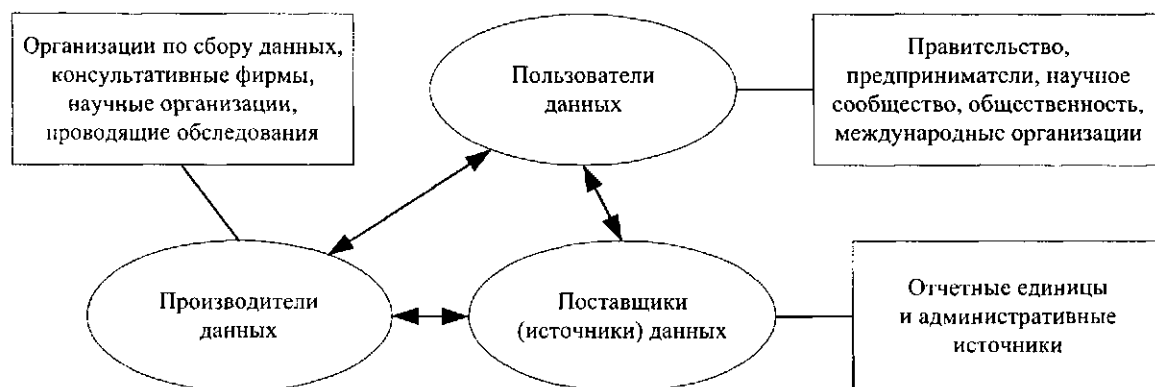 Организации по сбору данных,
консультативные фирмы,
научные организации,
проводящие обследования
Пользователи
данных
Правительство,
предприниматели, научное
сообщество, общественность,
международные организации
Производители
данных
Поставщики
(источники) данных
Отчетные единицы
и административные
источники